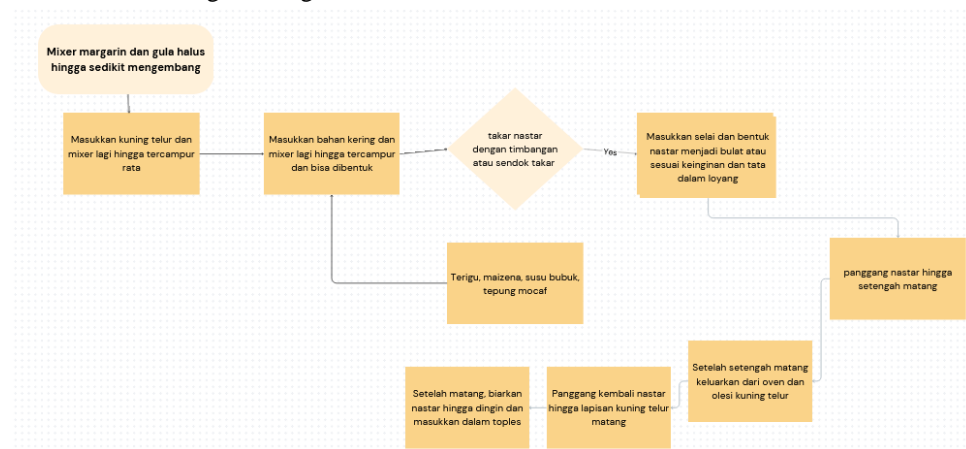 Mixer margarin dan gula halus
hingga sedikit mengembang
Masukkan kuning telur dan
mixer lagi hingga tercampur
rata
Masukkan bahan kering dan
mixer lagi hingga tercampur
dan bisa dibentuk
takar nastar
dengan timbangan
atau sendok takar
Yes
Masukkan selai dan bentuk
nastar menjadi bulat atau
sesuai keinginan dan tata
dalam loyang
Terigu, maizena, susu bubuk,
tepung mocaf
panggang nastar hingga
setengah matang
Setelah setengah matang
keluarkan dari oven dan
olesi kuning telur
Panggang kembali nastar
hingga lapisan kuning telur
matang
Setelah matang, biarkan
nastar hingga dingin dan
masukkan dalam toples